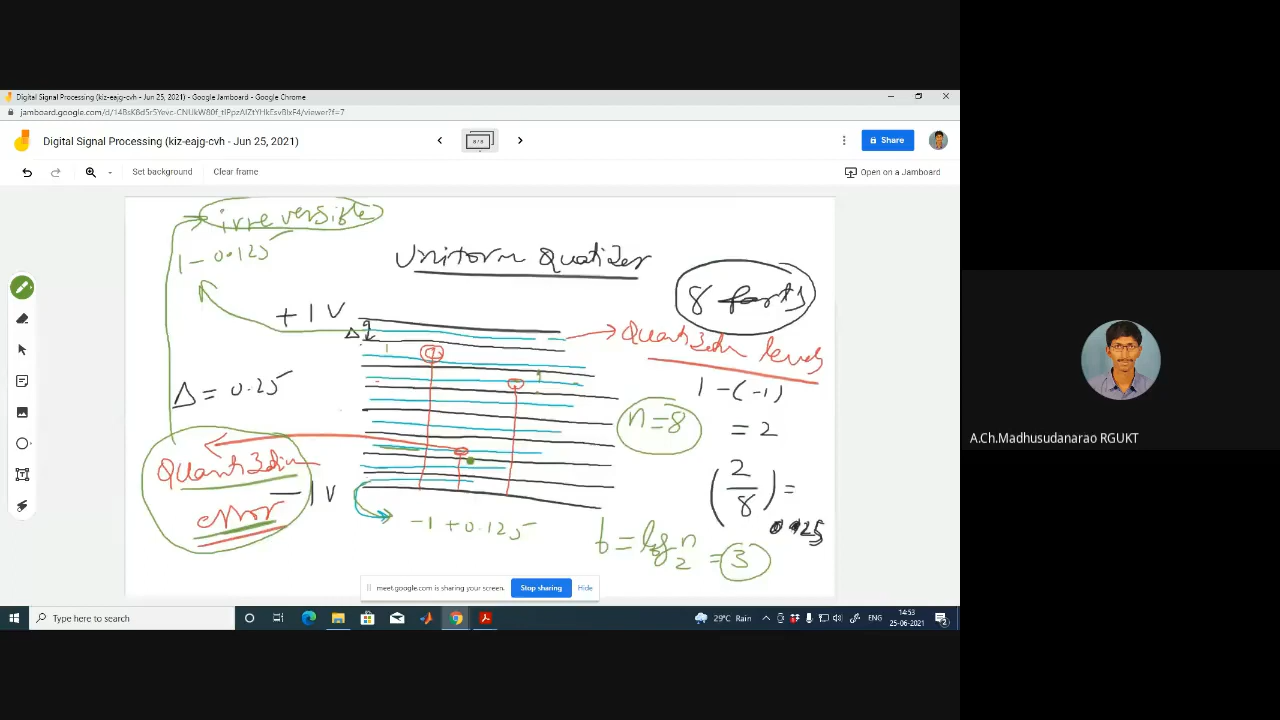 Digital Signal Processing (kiz-eajg-cvh - Jun 25, 2021) - Google Jamboard - Google Chrome
Digital Signal Processing (kiz-eajg-cvh - Jun 25, 2021)
8/8
Share
Set background
Clear frame
Open on a Jamboard
irreversible
1 - 0.125
Uniform Quatizer
8 parts
+1 V
Δ
Quantization levels
1 - (-1)
Δ = 0.25
n=8
= 2
Quantization
error
-1 V
(2/8) =
-1 + 0.125
b = log₂ n = 3
meet.google.com is sharing your screen.
Stop sharing
Hide
A.Ch.Madhusudanarao RGUKT
Type here to search
29°C Rain
ENG
14:53
25-06-2021
2